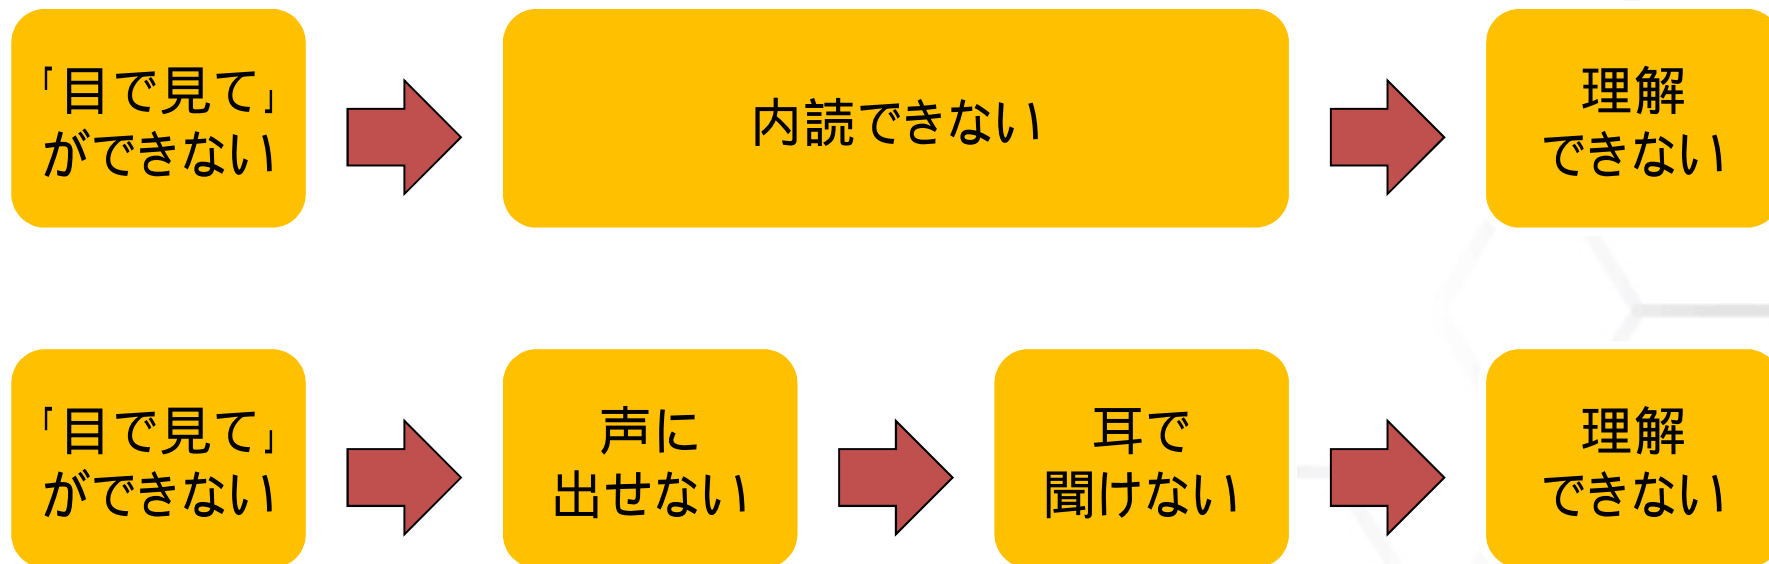 「目で見て」
ができない
内読できない
理解
できない
「目で見て」
ができない
声に
出せない
耳で
聞けない
理解
できない